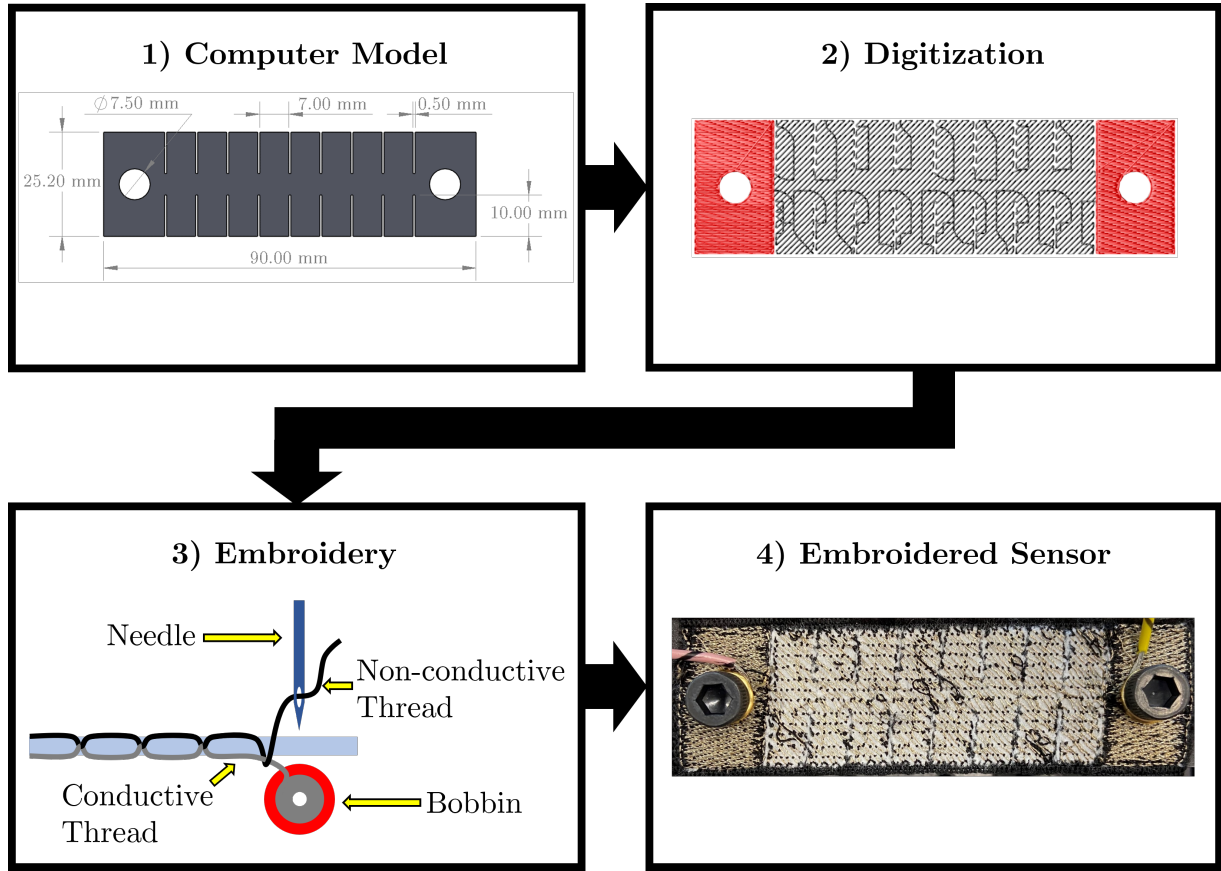 1) Computer Model
∅7.50 mm
7.00 mm
0.50 mm
25.20 mm
10.00 mm
90.00 mm
2) Digitization
3) Embroidery
Needle
Non-conductive
Thread
Conductive
Thread
Bobbin
4) Embroidered Sensor